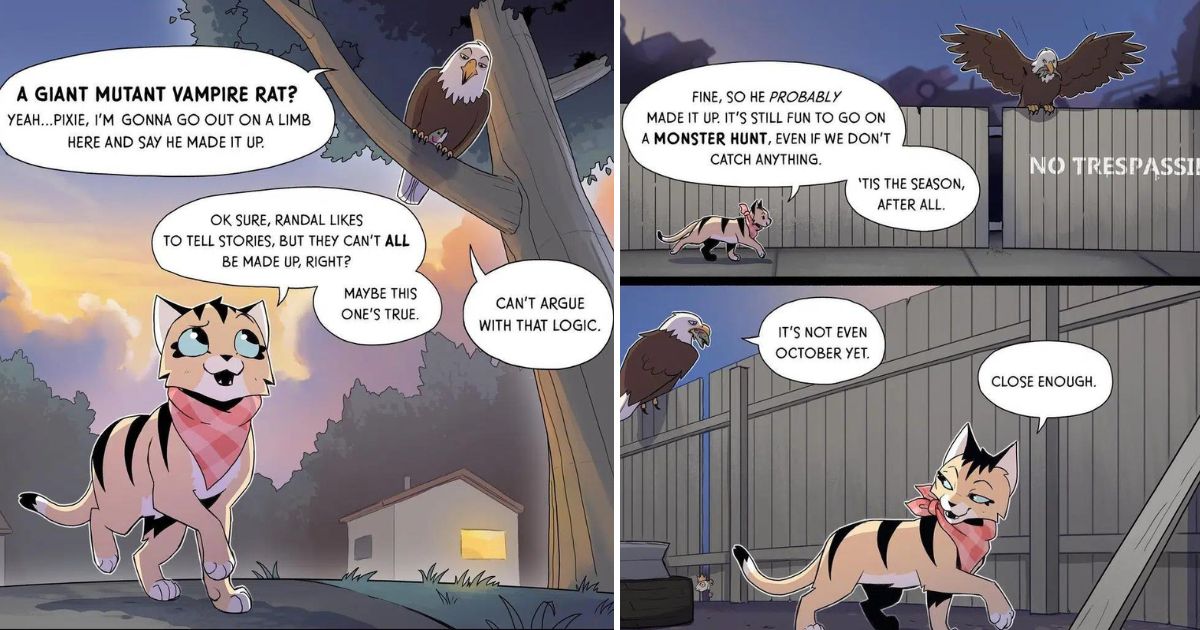 A GIANT MUTANT VAMPIRE RAT?
YEAH...PIXIE, I'M GONNA GO OUT ON A LIMB
HERE AND SAY HE MADE IT UP.
OK SURE, RANDAL LIKES
TO TELL STORIES, BUT THEY CAN'T ALL
BE MADE UP, RIGHT?
MAYBE THIS
ONE'S TRUE.
CAN'T ARGUE
WITH THAT LOGIC.
FINE, SO HE PROBABLY
MADE IT UP. IT'S STILL FUN TO GO ON
A MONSTER HUNT, EVEN IF WE DON'T
CATCH ANYTHING.
'TIS THE SEASON,
AFTER ALL.
NO TRESPASSI
IT'S NOT EVEN
OCTOBER YET.
CLOSE ENOUGH.